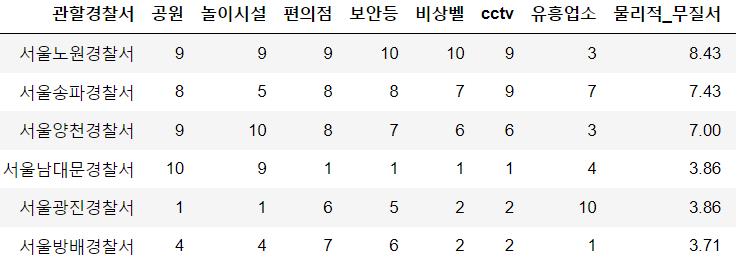 관할경찰서 공원 놀이시설 편의점 보안등 비상벨 cctv 유흥업소 물리적_무질서
서울노원경찰서 9 9 9 10 10 9 3 8.43
서울송파경찰서 8 5 8 8 7 9 7 7.43
서울양천경찰서 9 10 8 7 6 6 3 7.00
서울남대문경찰서 10 9 1 1 1 1 4 3.86
서울광진경찰서 1 1 6 5 2 2 10 3.86
서울방배경찰서 4 4 7 6 2 2 1 3.71